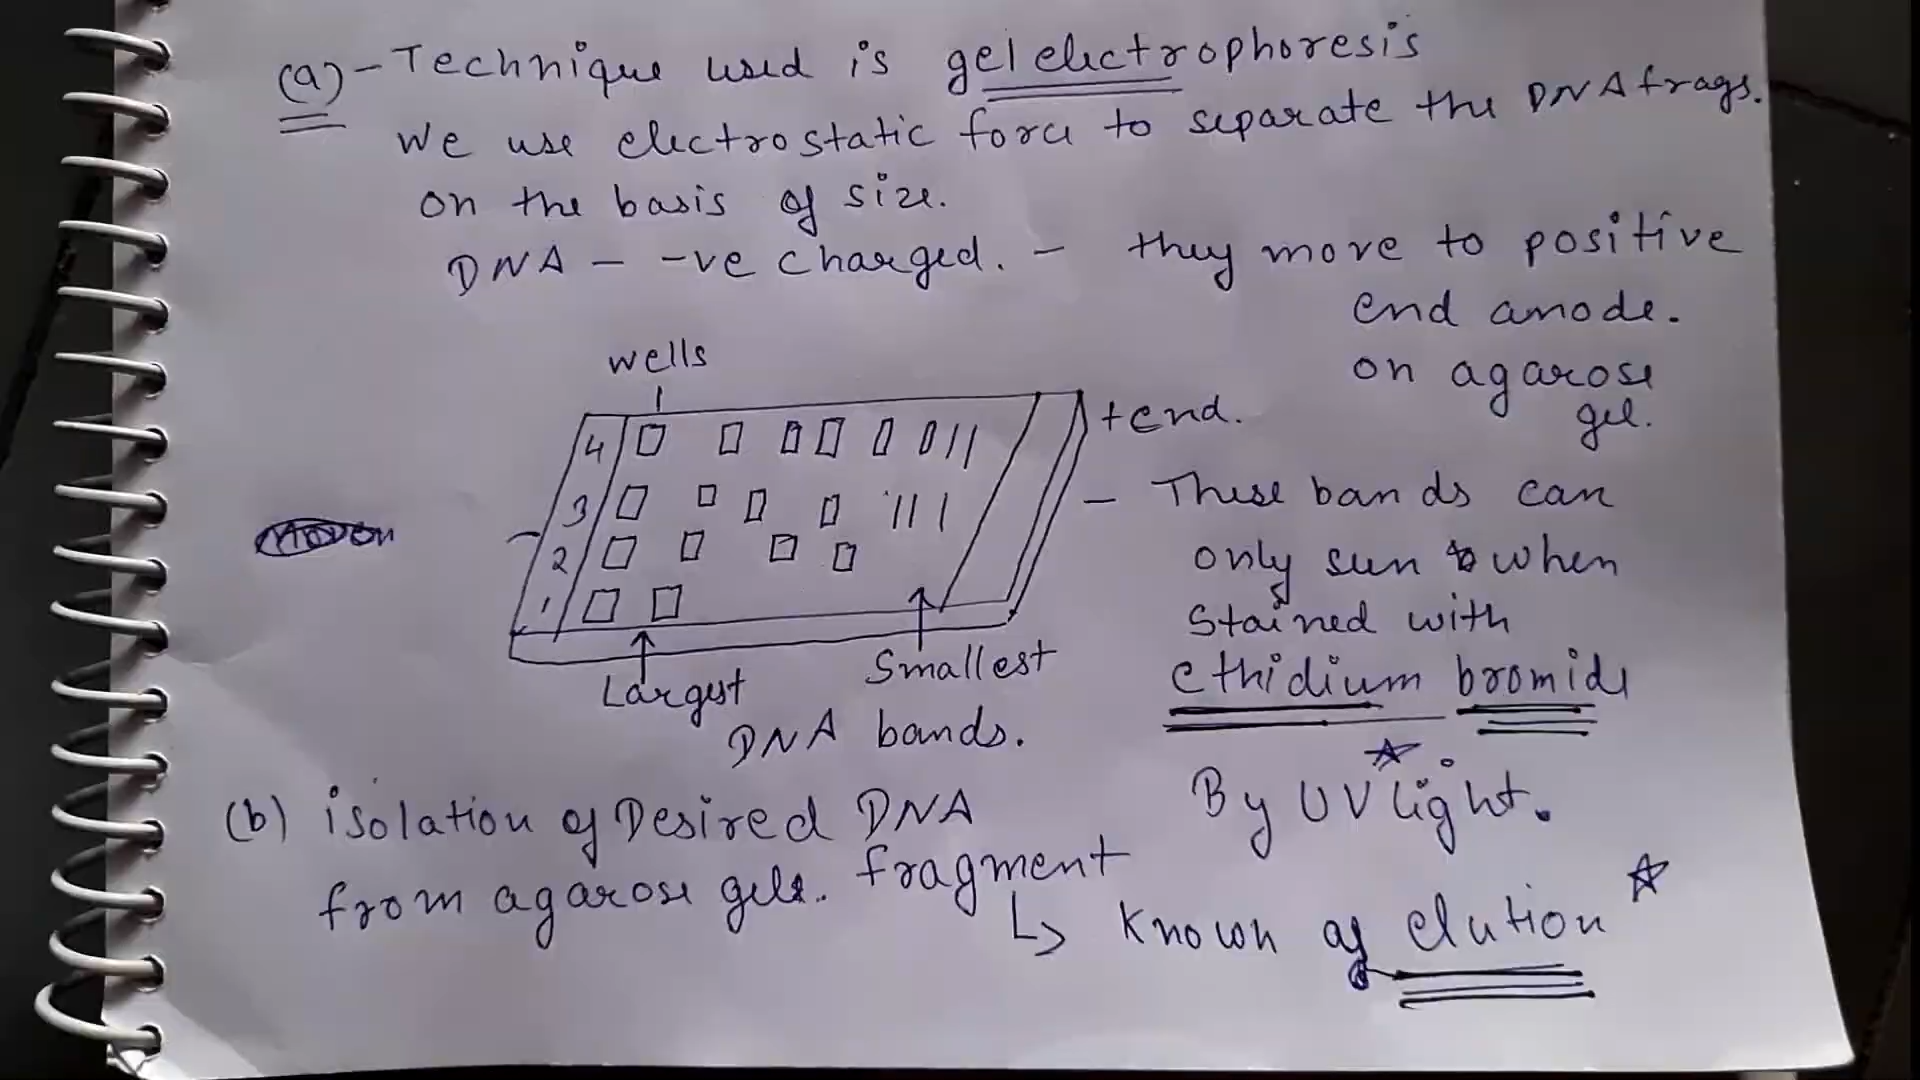 (a) - Technique used is gel electrophoresis
We use electrostatic force to separate the DNA frags.
on the basis of size.
DNA - -ve charged. - they move to positive
end anode.
on agarose
gel.
wells
+ end.
4
3
2
1
Largest
Smallest
DNA bands.
- These bands can
only seen when
Stained with
ethidium bromide
By UV light.
(b) isolation of Desired DNA
fragment
from agarose gels.
↳ Known as elution